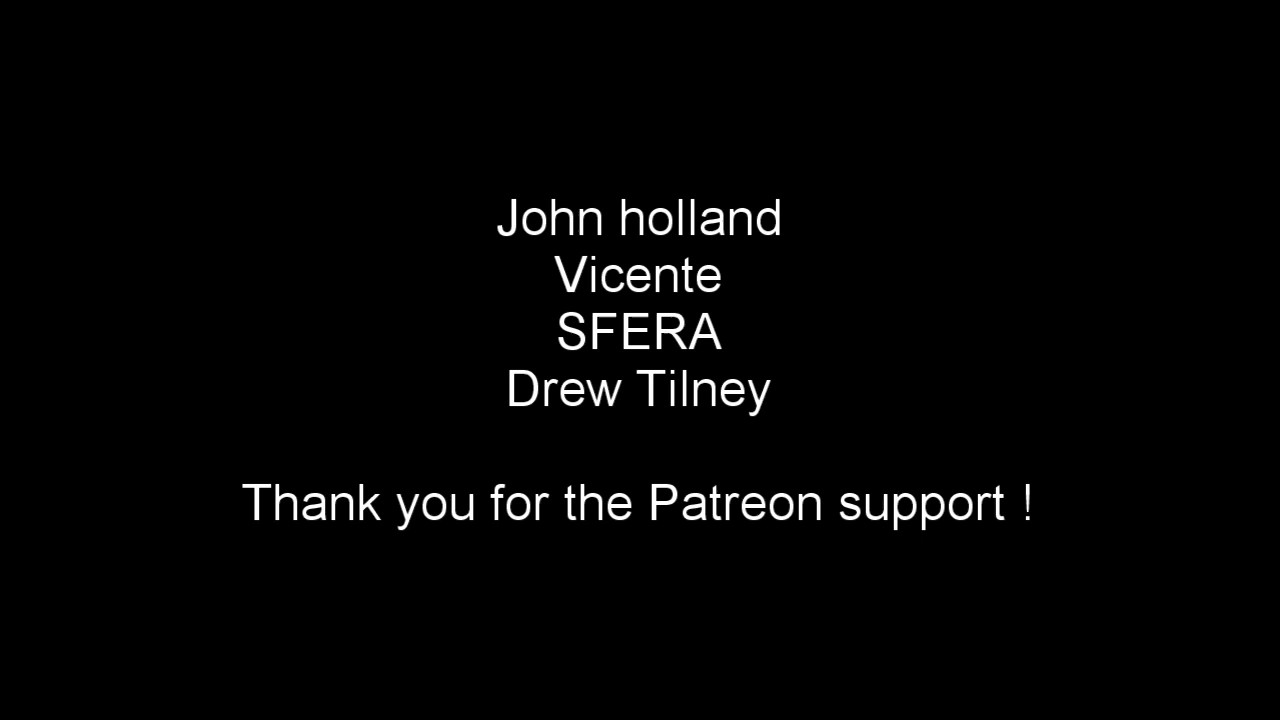 John holland
Vicente
SFERA
Drew Tilney
Thank you for the Patreon support !